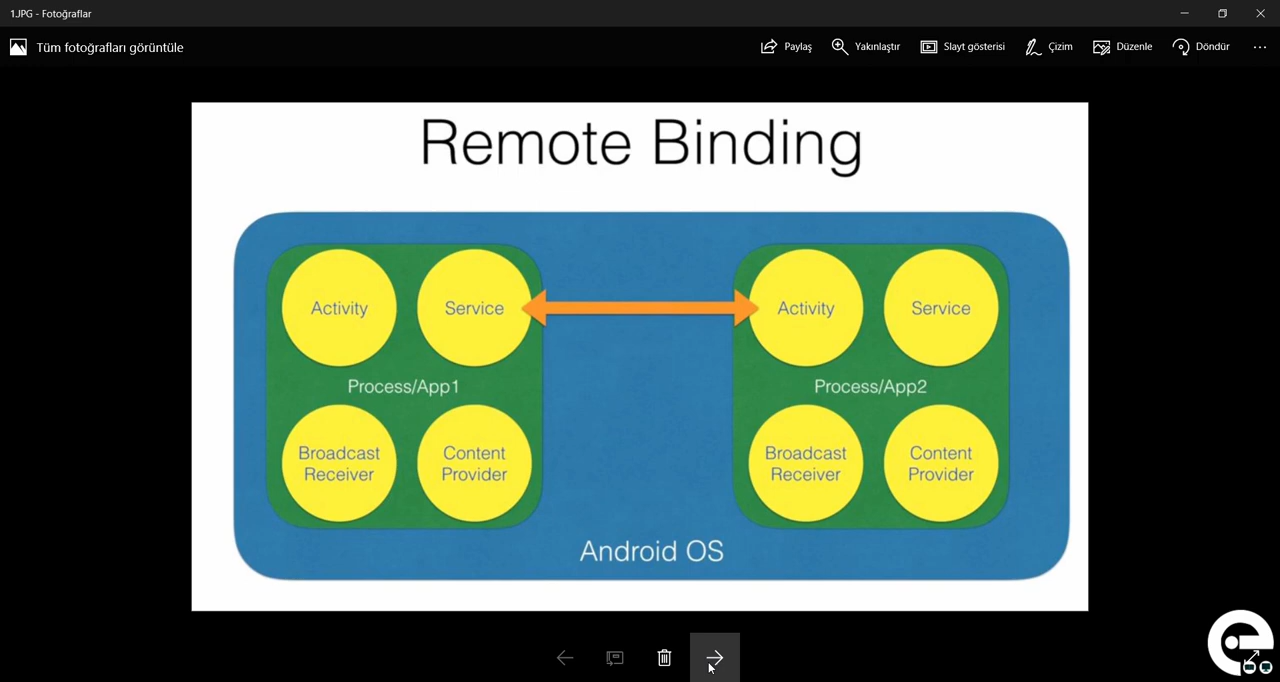 1.JPG - Fotoğraflar
Tüm fotoğrafları görüntüle
Paylaş
Yakınlaştır
Slayt gösterisi
Çizim
Düzenle
Döndür
Remote Binding
Activity
Service
Activity
Service
Process/App1
Process/App2
Broadcast
Receiver
Content
Provider
Broadcast
Receiver
Content
Provider
Android OS